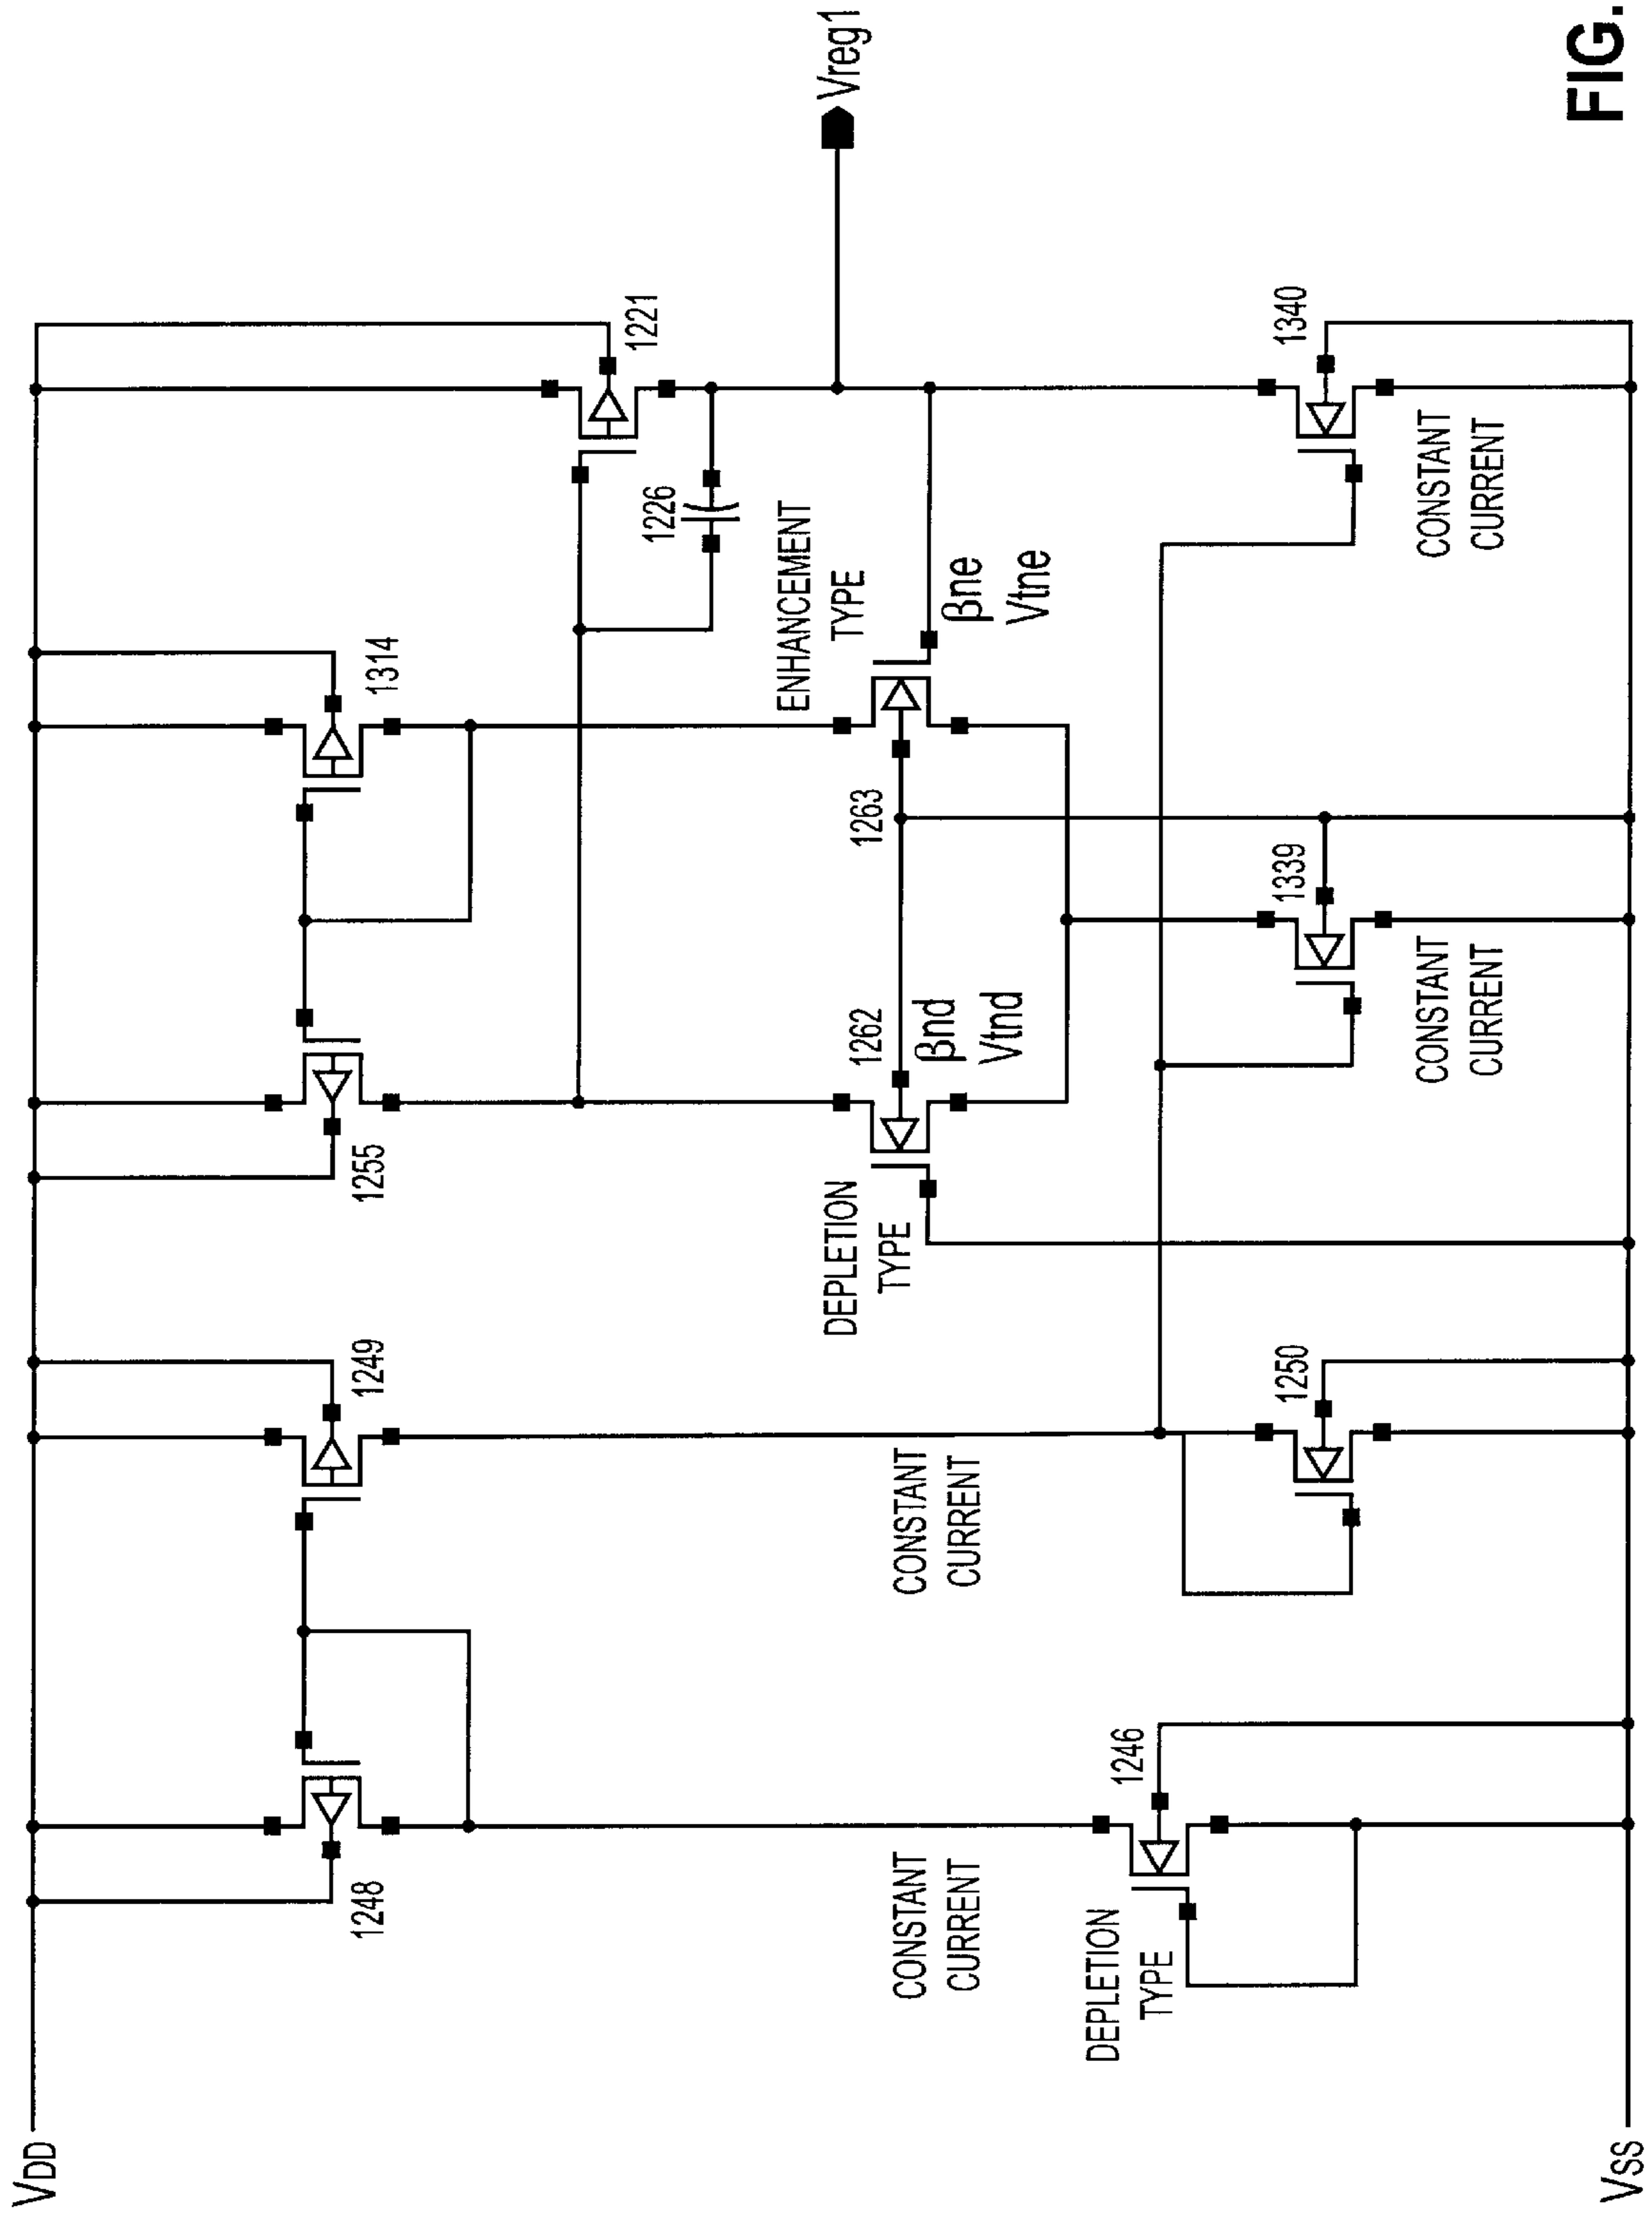 VDD
1248
1249
1255
1314
1221
1226
ENHANCEMENT
TYPE
Vreg1
DEPLETION
TYPE
1262
βnd
Vtnd
1263
βne
Vtne
CONSTANT
CURRENT
CONSTANT
CURRENT
DEPLETION
TYPE
1246
1250
1339
CONSTANT
CURRENT
1340
CONSTANT
CURRENT
VSS
FIG.